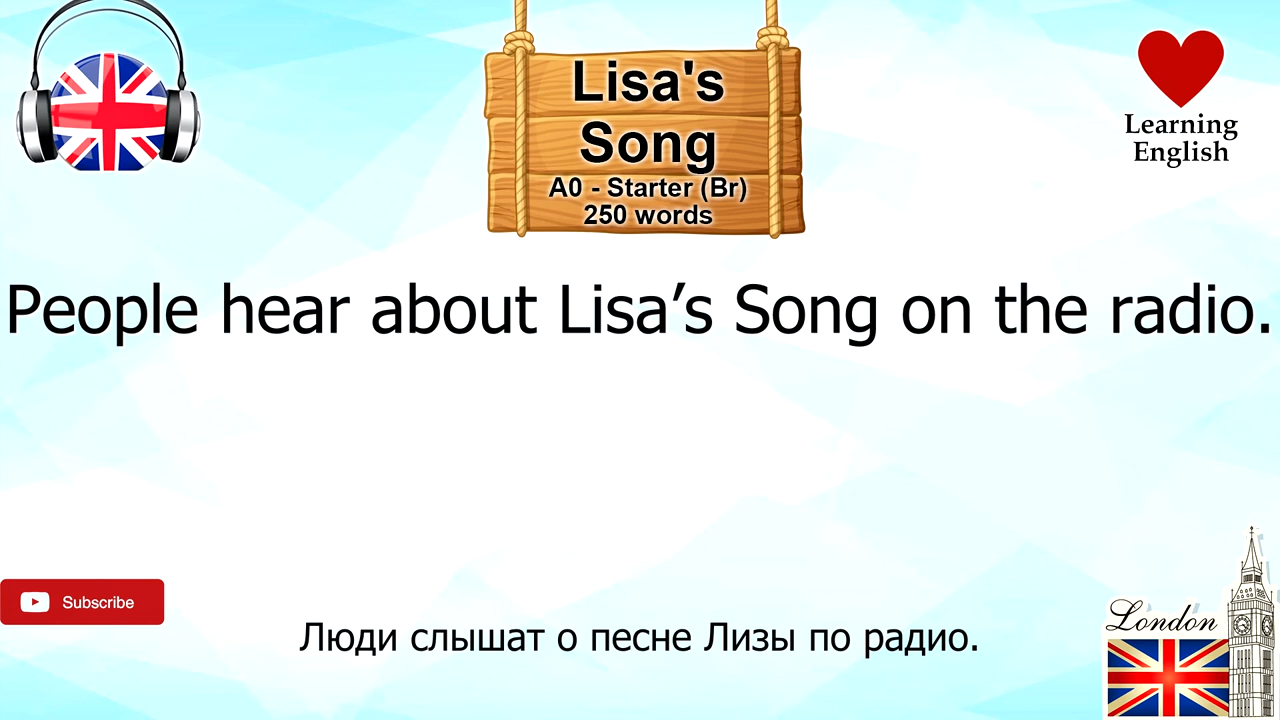 Lisa's
Song
A0 - Starter (Br)
250 words
Learning
English
People hear about Lisa’s Song on the radio.
Subscribe
Люди слышат о песне Лизы по радио.
London